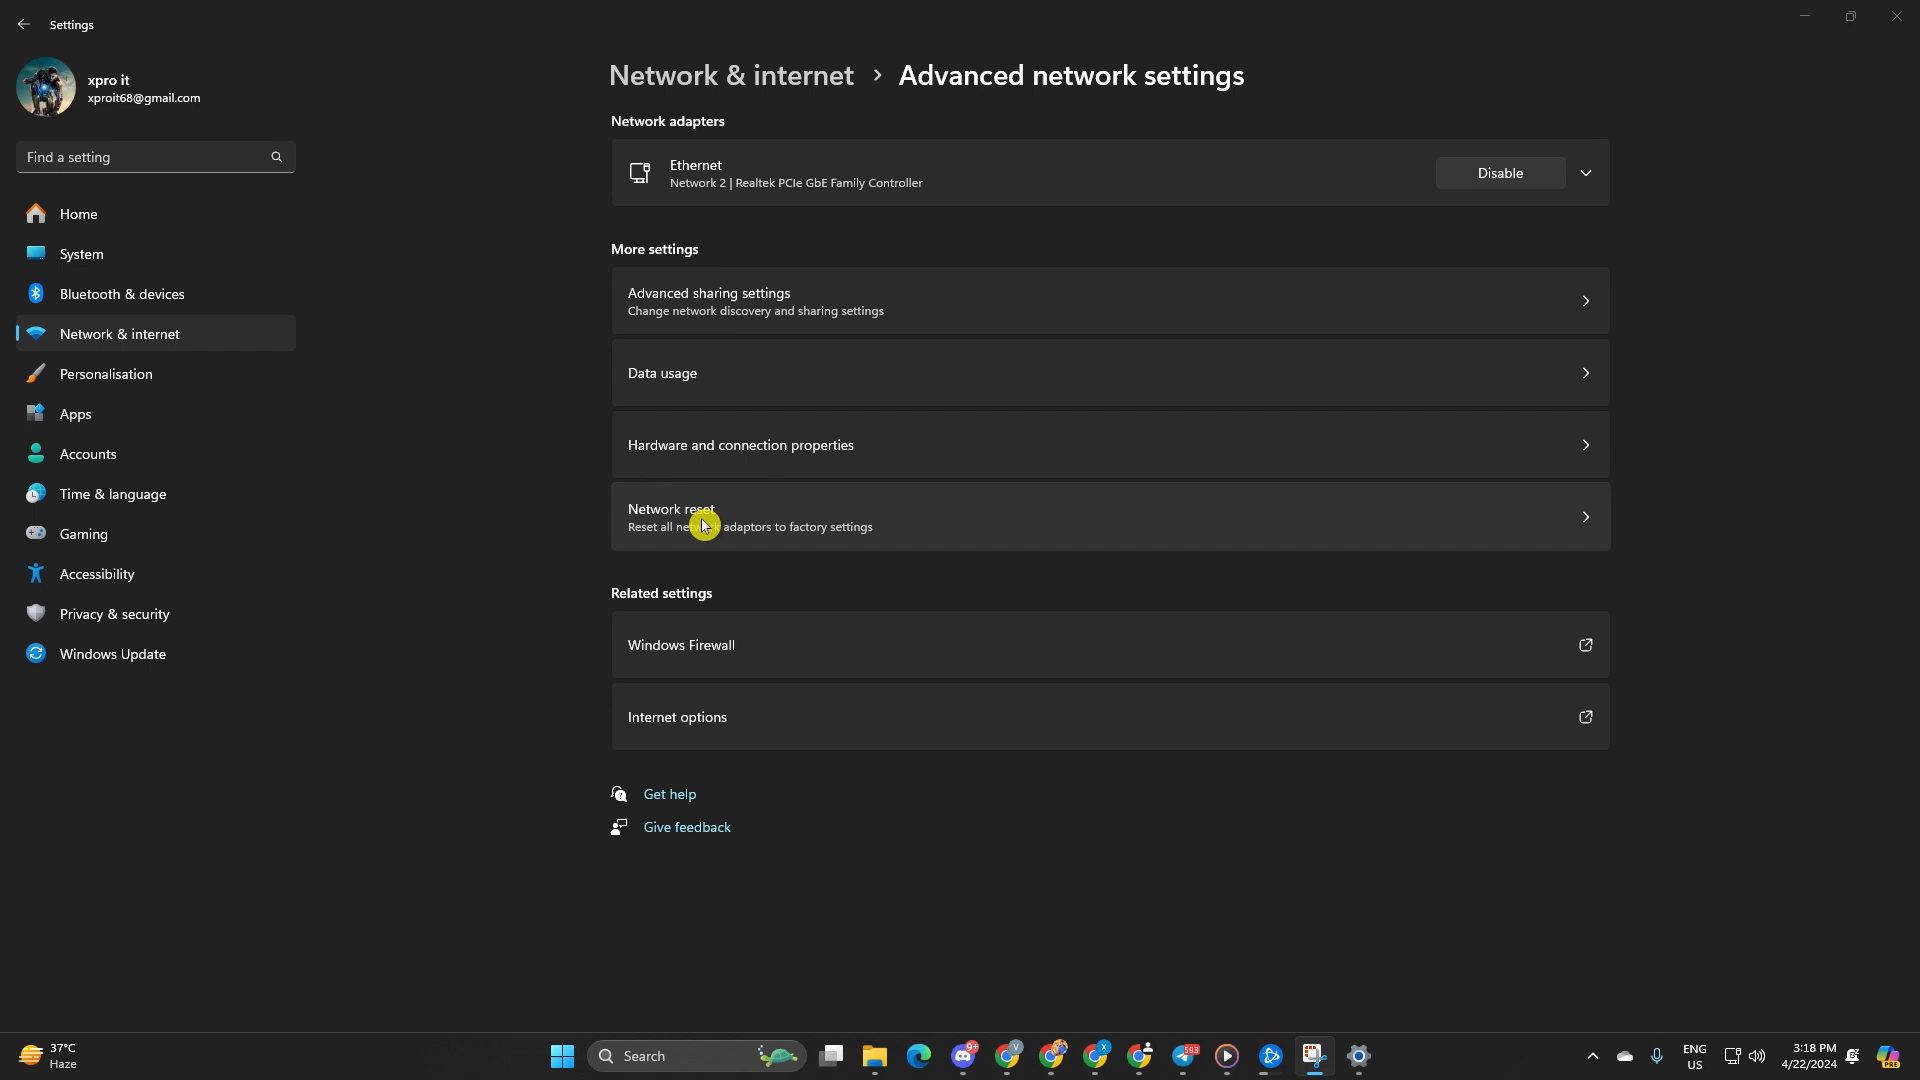 Settings
xpro it
xproit68@gmail.com
Find a setting
Home
System
Bluetooth & devices
Network & internet
Personalisation
Apps
Accounts
Time & language
Gaming
Accessibility
Privacy & security
Windows Update
Network & internet > Advanced network settings
Network adapters
Ethernet
Network 2 | Realtek PCIe GbE Family Controller
Disable
More settings
Advanced sharing settings
Change network discovery and sharing settings
Data usage
Hardware and connection properties
Network reset
Reset all network adaptors to factory settings
Related settings
Windows Firewall
Internet options
Get help
Give feedback
37°C
Haze
Search
9+
V
X
593
ENG
US
3:18 PM
4/22/2024
PRE